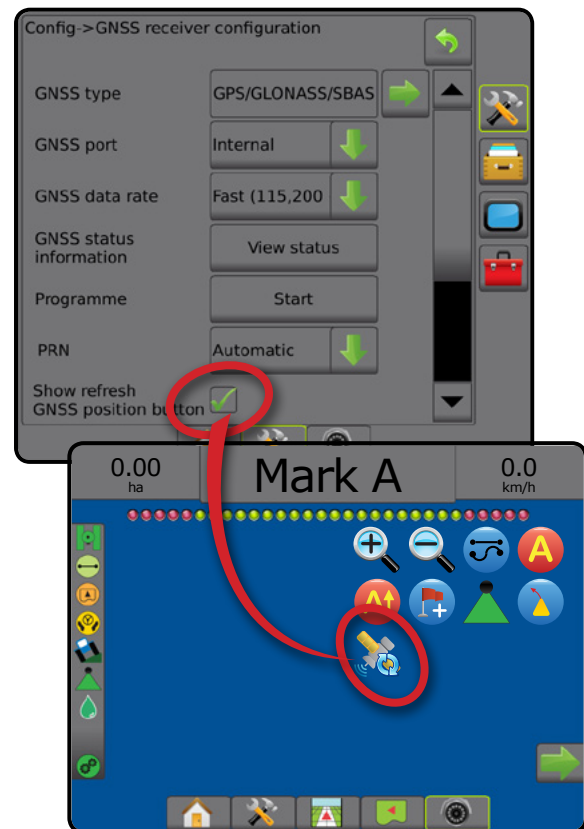 Config->GNSS receiver configuration
GNSS type
GPS/GLONASS/SBAS
GNSS port
Internal
GNSS data rate
Fast (115,200
GNSS status
information
View status
Programme
Start
PRN
Automatic
Show refresh
GNSS position button
0.00
ha
Mark A
0.0
km/h
A
A